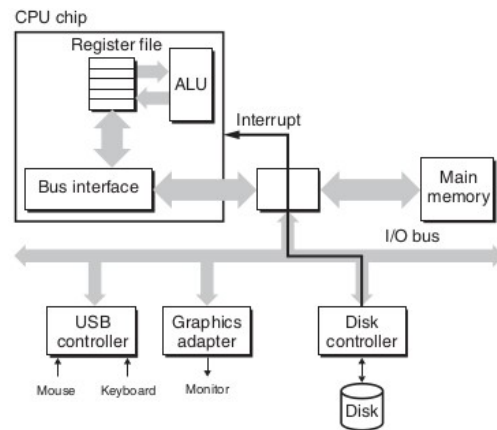 CPU chip
Register file
ALU
Interrupt
Bus interface
Main
memory
I/O bus
USB
controller
Graphics
adapter
Disk
controller
Mouse
Keyboard
Monitor
Disk